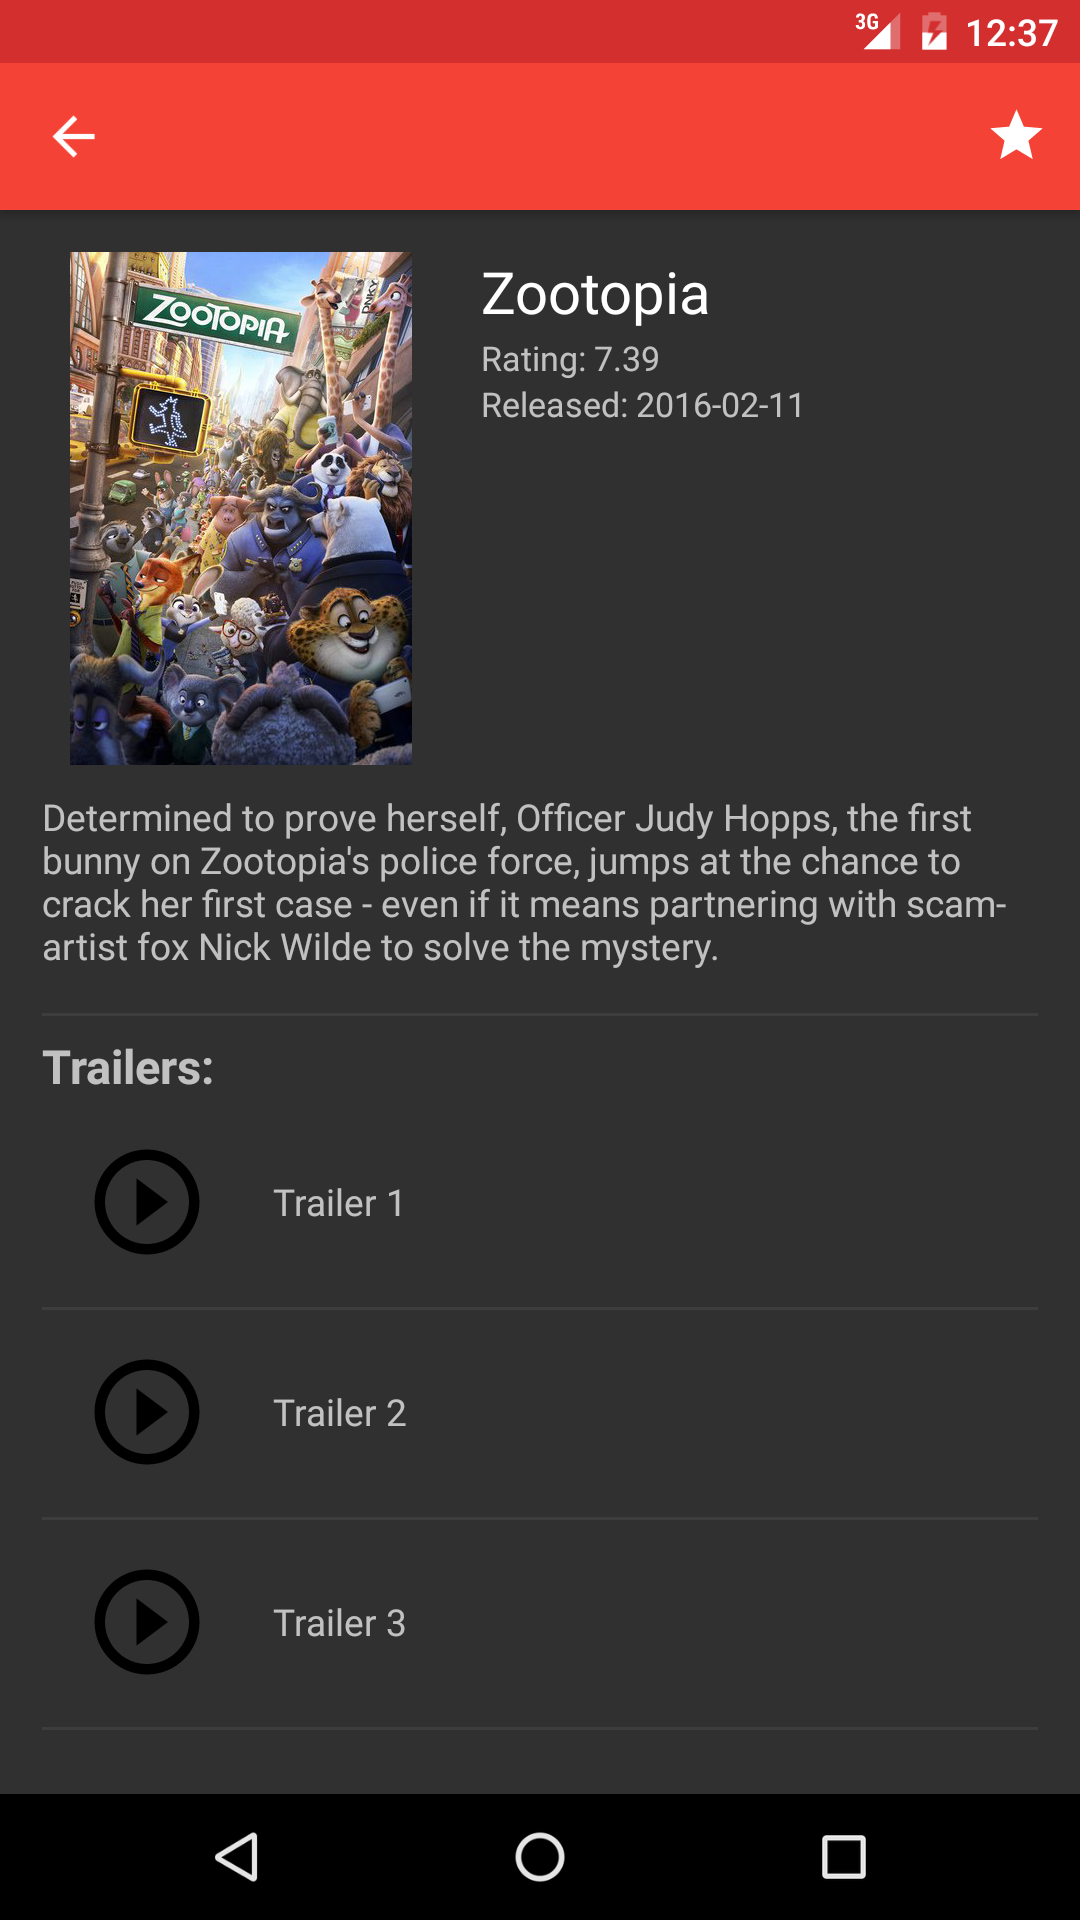 3G 12:37
ZOOTOPIA
Zootopia
Rating: 7.39
Released: 2016-02-11
Determined to prove herself, Officer Judy Hopps, the first
bunny on Zootopia's police force, jumps at the chance to
crack her first case - even if it means partnering with scam-
artist fox Nick Wilde to solve the mystery.
Trailers:
Trailer 1
Trailer 2
Trailer 3